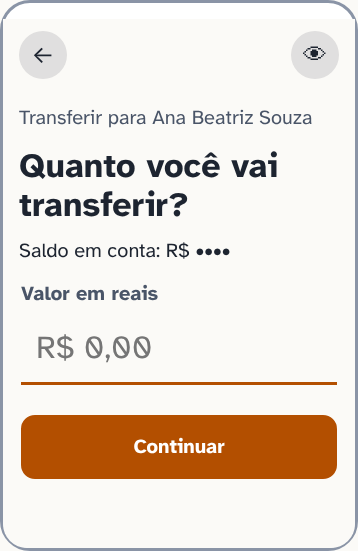 Transferir para Ana Beatriz Souza
Quanto você vai
transferir?
Saldo em conta: R$ ••••
Valor em reais
R$ 0,00
Continuar